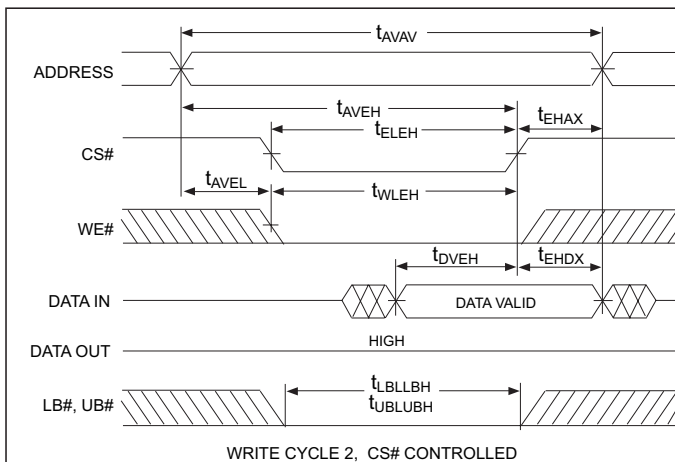 tAVAV
ADDRESS
tAVEH
tELEH
tEHAX
CS#
tAVEL
tWLEH
WE#
tDVEH
tEHDX
DATA IN
DATA VALID
DATA OUT
HIGH
tLBLLBH
LB#, UB#
tUBLUBH
WRITE CYCLE 2, CS# CONTROLLED